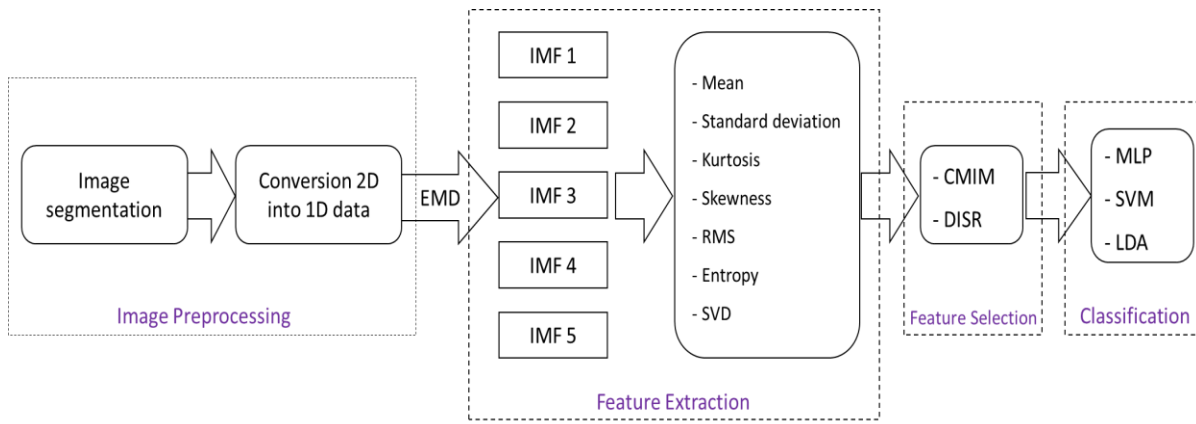 Image
segmentation
Conversion 2D
into 1D data
Image Preprocessing
EMD
IMF 1
IMF 2
IMF 3
IMF 4
IMF 5
- Mean
- Standard deviation
- Kurtosis
- Skewness
- RMS
- Entropy
- SVD
Feature Extraction
- CMIM
- DISR
Feature Selection
- MLP
- SVM
- LDA
Classification